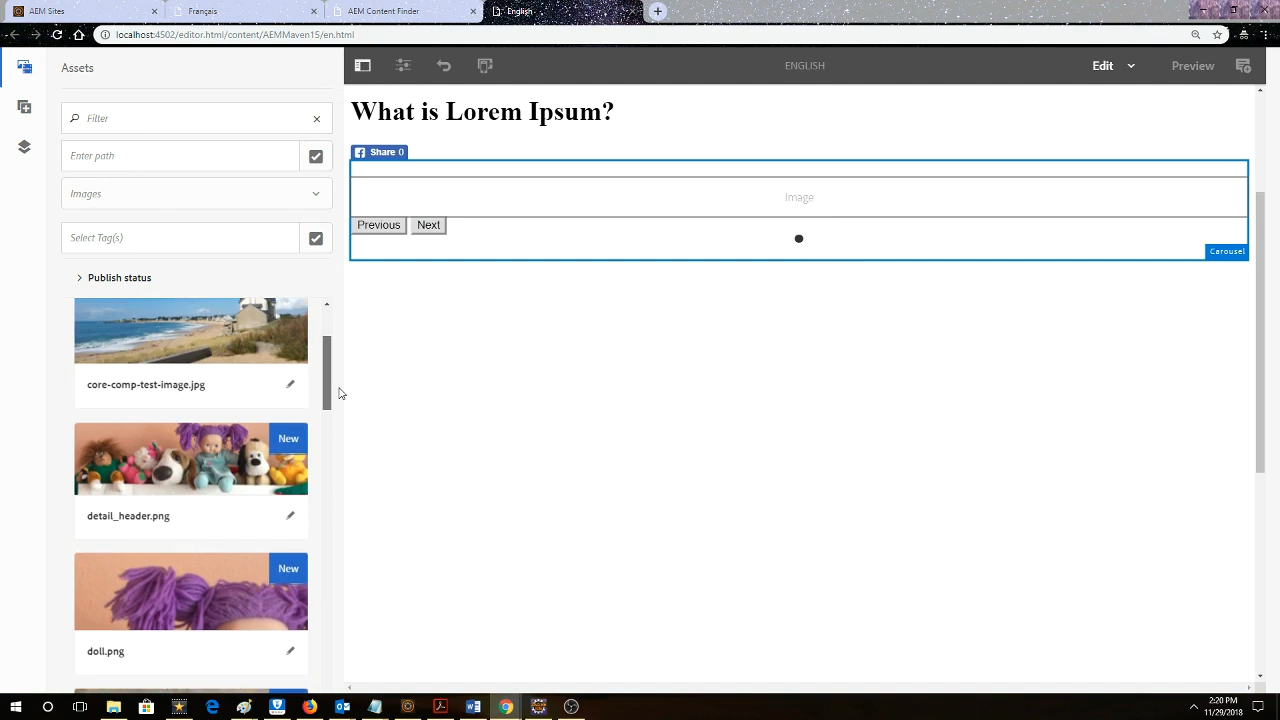 AEM Sites
Français
AEM Content Finder
English
localhost:4502/editor.html/content/AEMMaven15/en.html
Assets
ENGLISH
Edit
Preview
Filter
Enter path
Images
Select Tag(s)
Publish status
core-comp-test-image.jpg
New
detail_header.png
New
doll.png
What is Lorem Ipsum?
Share 0
Image
Previous
Next
Carousel
2:20 PM
11/29/2018